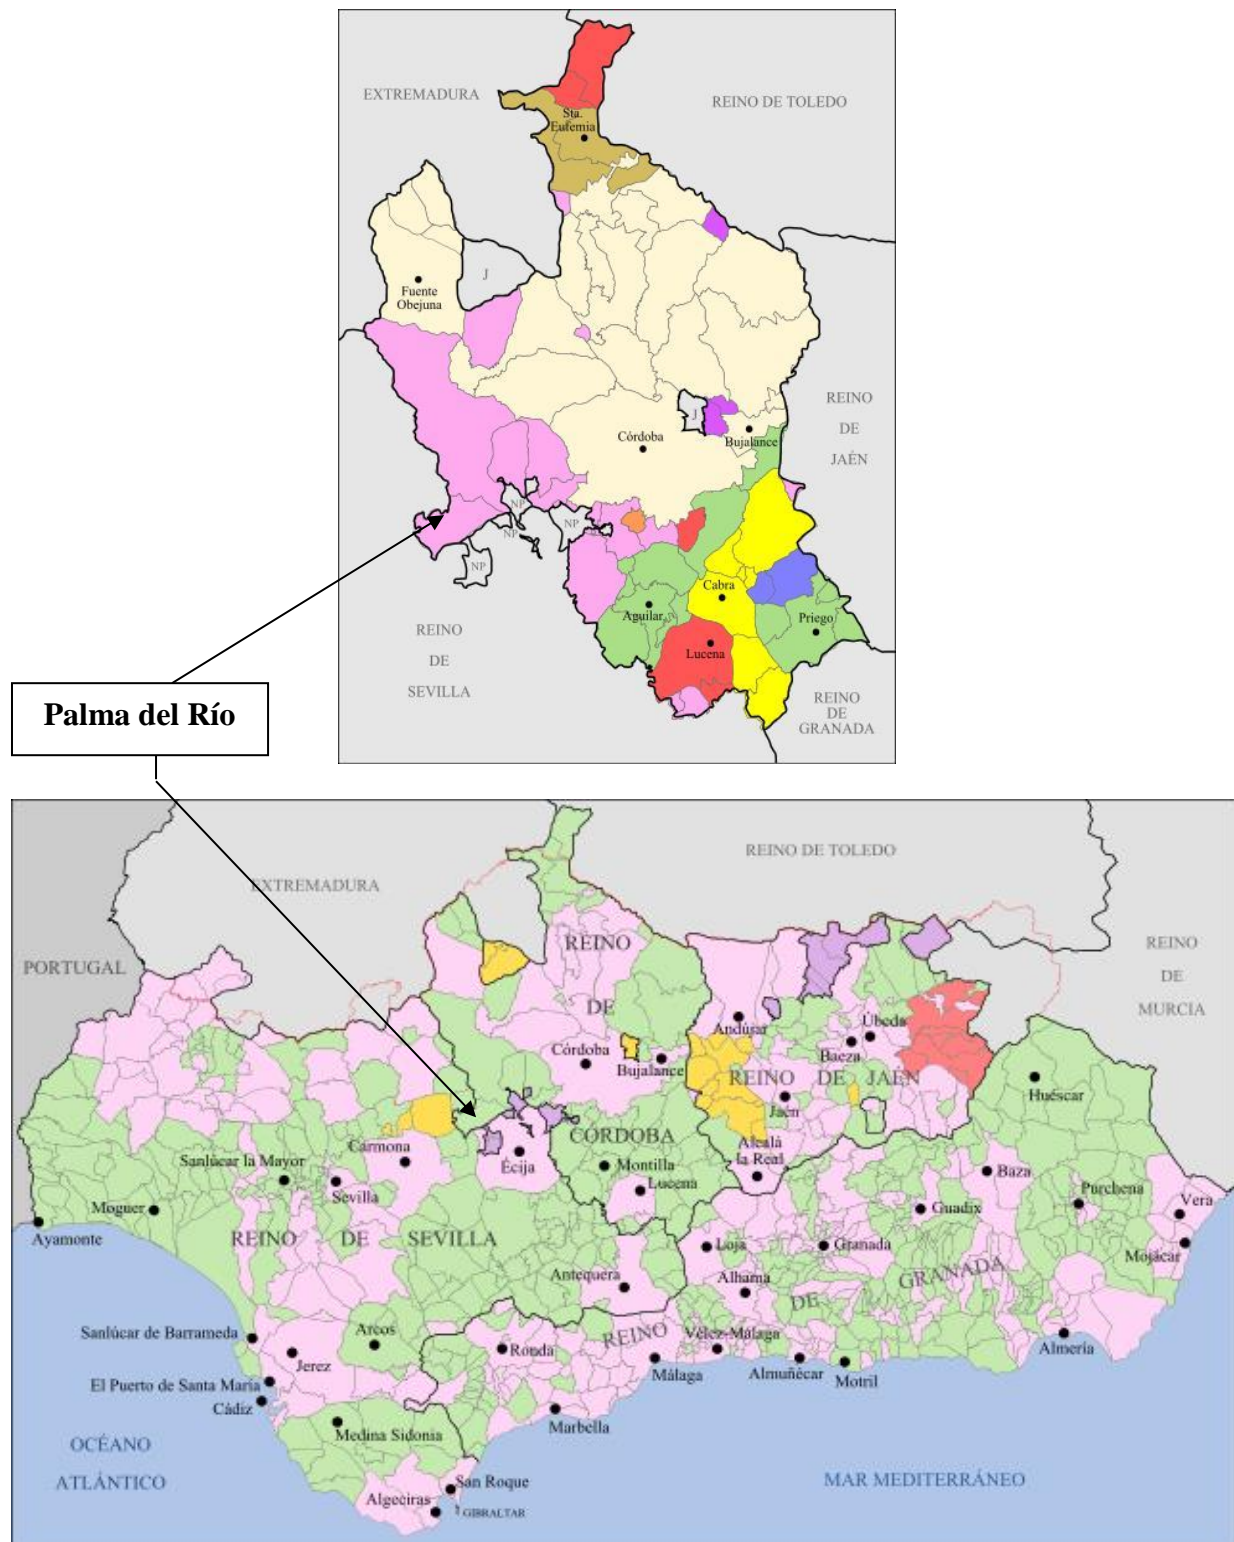 EXTREMADURA
REINO DE TOLEDO
Sta.
Eufemia
J
Fuente
Obejuna
REINO
DE
JAÉN
J
Córdoba
Bujalance
NP
NP
NP
NP
Cabra
Aguilar
Priego
Lucena
REINO
DE
SEVILLA
REINO
DE
GRANADA
Palma del Río
REINO DE TOLEDO
EXTREMADURA
PORTUGAL
REINO
DE
MURCIA
REINO
DE
CÓRDOBA
Córdoba
Bujalance
Andújar
Úbeda
Baeza
REINO DE JAÉN
Jaén
Huéscar
Alcalá
la Real
Carmona
Écija
Sanlúcar la Mayor
Sevilla
Montilla
Lucena
Baza
Purchena
Vera
Moguer
Guadix
Ayamonte
REINO DE SEVILLA
Loja
Granada
Mojácar
Antequera
Alhama
REINO DE GRANADA
Sanlúcar de Barrameda
Arcos
Ronda
Vélez-Málaga
Almería
Jerez
Málaga
Almuñécar
Motril
El Puerto de Santa María
Cádiz
Marbella
Medina Sidonia
OCÉANO
ATLÁNTICO
San Roque
MAR MEDITERRÁNEO
Algeciras
GIBRALTAR